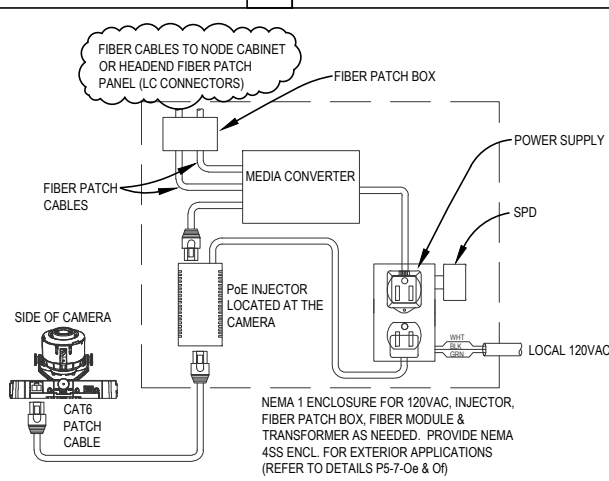 FIBER CABLES TO NODE CABINET
OR HEADEND FIBER PATCH
PANEL (LC CONNECTORS)
FIBER PATCH BOX
POWER SUPPLY
MEDIA CONVERTER
FIBER PATCH
CABLES
SPD
PoE INJECTOR
LOCATED AT THE
CAMERA
SIDE OF CAMERA
WHT
BLK
GRN
LOCAL 120VAC
CAT6
PATCH
CABLE
NEMA 1 ENCLOSURE FOR 120VAC, INJECTOR,
FIBER PATCH BOX, FIBER MODULE &
TRANSFORMER AS NEEDED. PROVIDE NEMA
4SS ENCL. FOR EXTERIOR APPLICATIONS
(REFER TO DETAILS P5-7-Oe & Of)